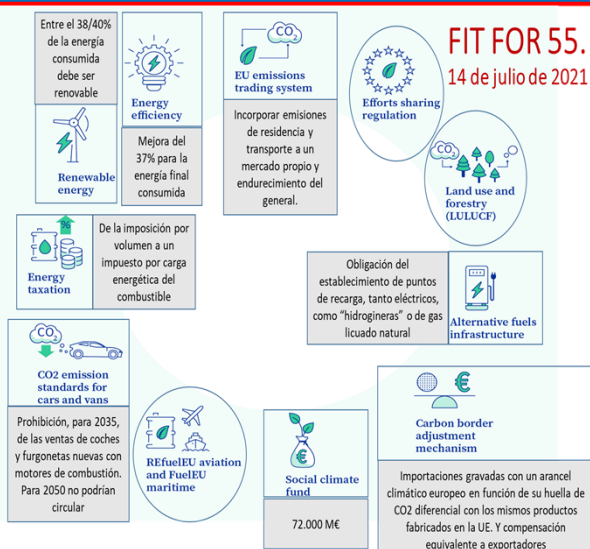 FIT FOR 55.
14 de julio de 2021
Entre el 38/40%
de la energía
consumida
debe ser
renovable
Renewable
energy
Energy
efficiency
Mejora del
37% para la
energía final
consumida
CO2
EU emissions
trading system
Incorporar emisiones
de residencia y
transporte a un
mercado propio y
endurecimiento del
general.
Efforts sharing
regulation
CO2
Land use and
forestry
(LULUCF)
%
Energy
taxation
De la imposición por
volumen a un
impuesto por carga
energética del
combustible
Obligación del
establecimiento de puntos
de recarga, tanto eléctricos,
como “hidrogineras” o de gas
licuado natural
Alternative fuels
infrastructure
CO2
CO2 emission
standards for
cars and vans
Prohibición, para 2035,
de las ventas de coches
y furgonetas nuevas con
motores de combustión.
Para 2050 no podrían
circular
REfuelEU aviation
and FuelEU
maritime
€
Social climate
fund
72.000 M€
€
Carbon border
adjustment
mechanism
Importaciones gravadas con un arancel
climático europeo en función de su huella de
CO2 diferencial con los mismos productos
fabricados en la UE. Y compensación
equivalente a exportadores